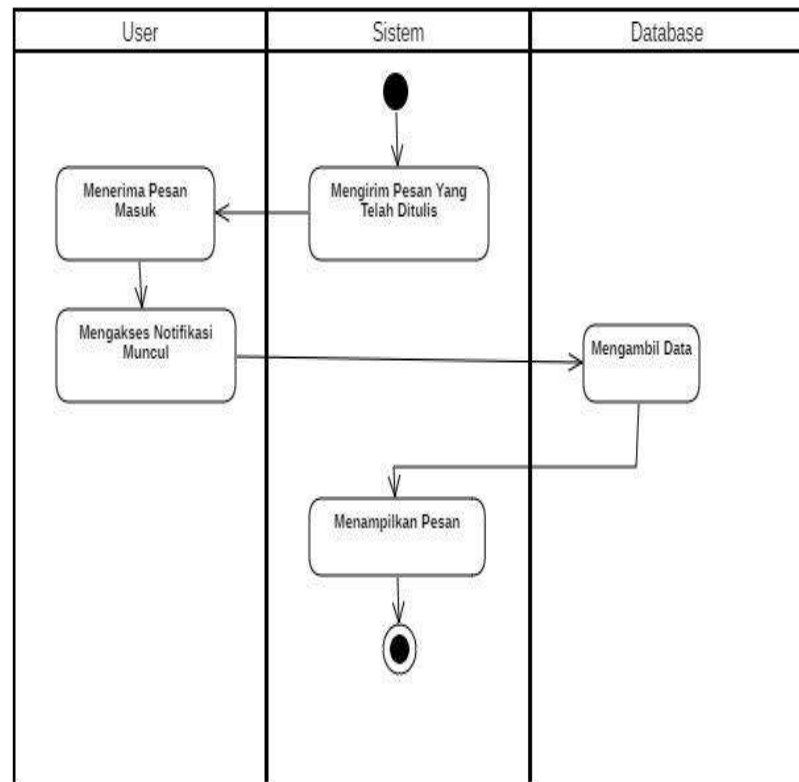 User
Sistem
Database
Menerima Pesan
Masuk
Mengirim Pesan Yang
Telah Ditulis
Mengakses Notifikasi
Muncul
Mengambil Data
Menampilkan Pesan